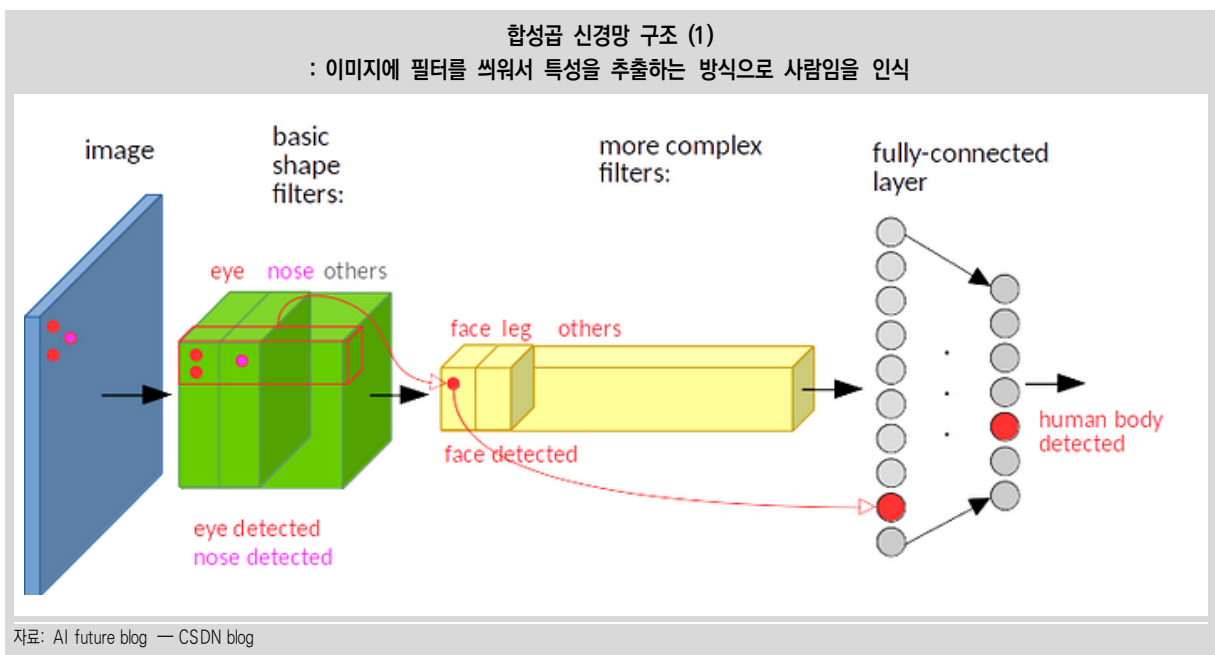 합성곱 신경망 구조 (1)
: 이미지에 필터를 씌워서 특성을 추출하는 방식으로 사람임을 인식
image
basic
shape
filters:
more complex
filters:
fully-connected
layer
eye nose others
face leg others
face detected
human body
detected
eye detected
nose detected
자료: AI future blog — CSDN blog